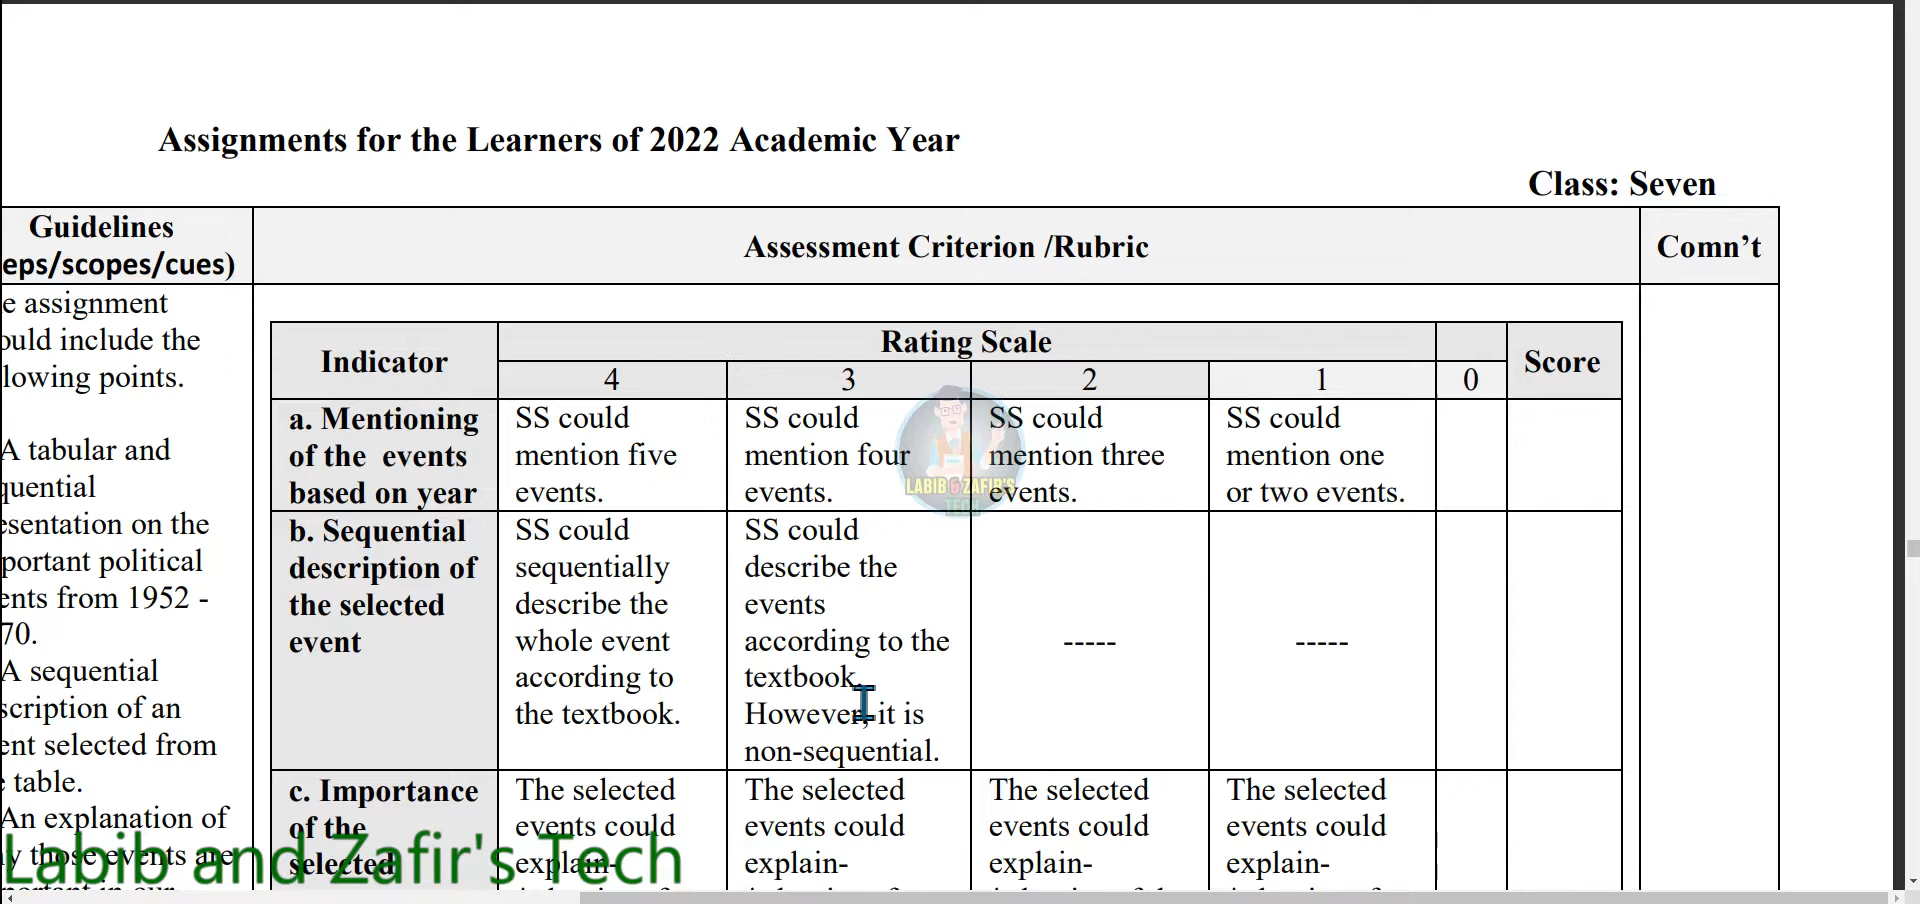 Assignments for the Learners of 2022 Academic Year
Class: Seven
Guidelines
eps/scopes/cues)
Assessment Criterion /Rubric
Comn’t
e assignment
ould include the
lowing points.
A tabular and
quential
esentation on the
portant political
ents from 1952 -
70.
A sequential
scription of an
ent selected from
e table.
An explanation of
y those events are
Indicator
Rating Scale
Score
4
3
2
1
0
a. Mentioning
of the events
based on year
SS could
mention five
events.
SS could
mention four
events.
SS could
mention three
events.
SS could
mention one
or two events.
b. Sequential
description of
the selected
event
SS could
sequentially
describe the
whole event
according to
the textbook.
SS could
describe the
events
according to the
textbook.
However, it is
non-sequential.
-----
-----
c. Importance
of the
selected
The selected
events could
explain-
The selected
events could
explain-
The selected
events could
explain-
The selected
events could
explain-
LABIB & ZAFIR'S
TECH
Labib and Zafir's Tech